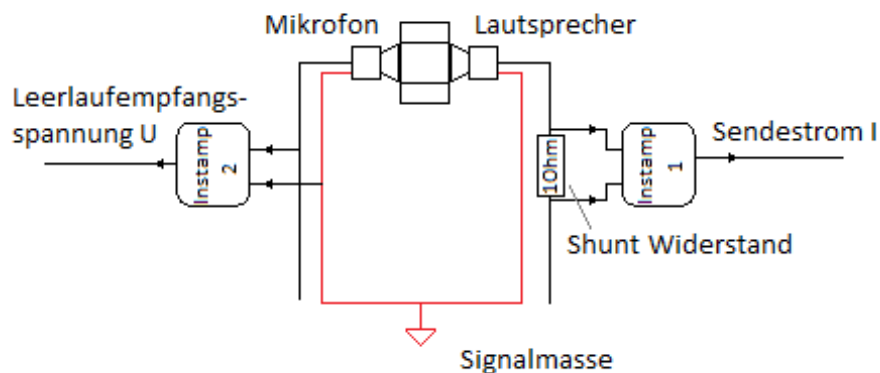 Mikrofon
Lautsprecher
Leerlaufempfangs-
spannung U
Instamp
2
1Ohm
Instamp
1
Sendestrom I
Shunt Widerstand
Signalmasse